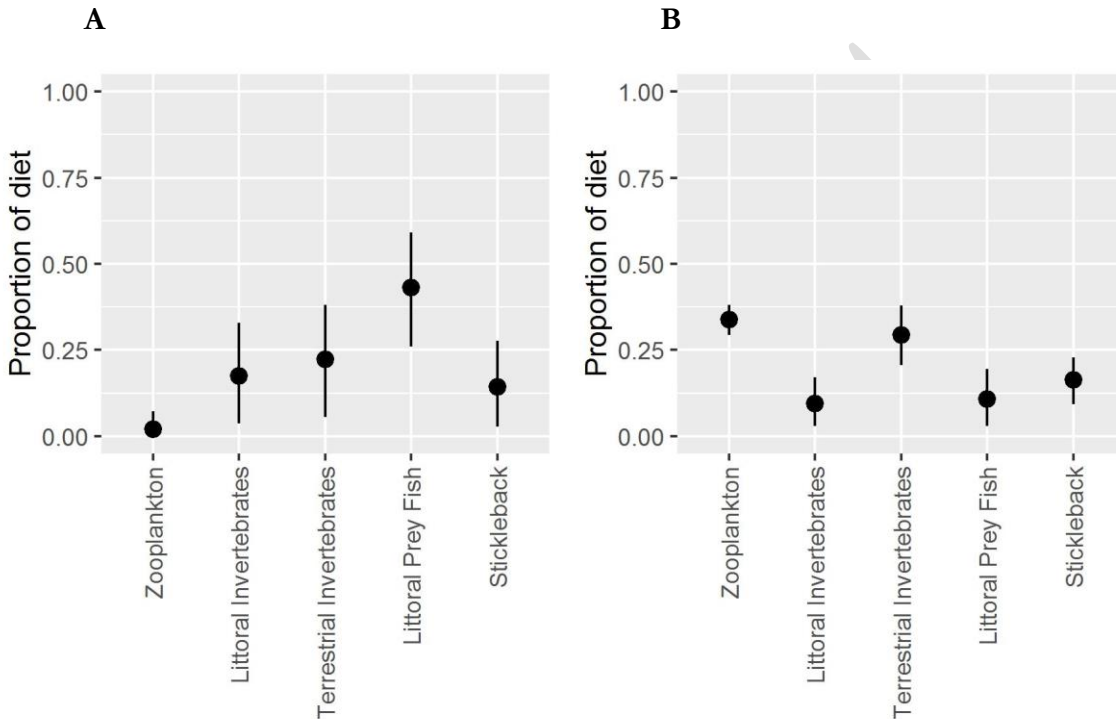 A
B
Proportion of diet
1.00
0.75
0.50
0.25
0.00
Zooplankton
Littoral Invertebrates
Terrestrial Invertebrates
Littoral Prey Fish
Stickleback
Proportion of diet
1.00
0.75
0.50
0.25
0.00
Zooplankton
Littoral Invertebrates
Terrestrial Invertebrates
Littoral Prey Fish
Stickleback